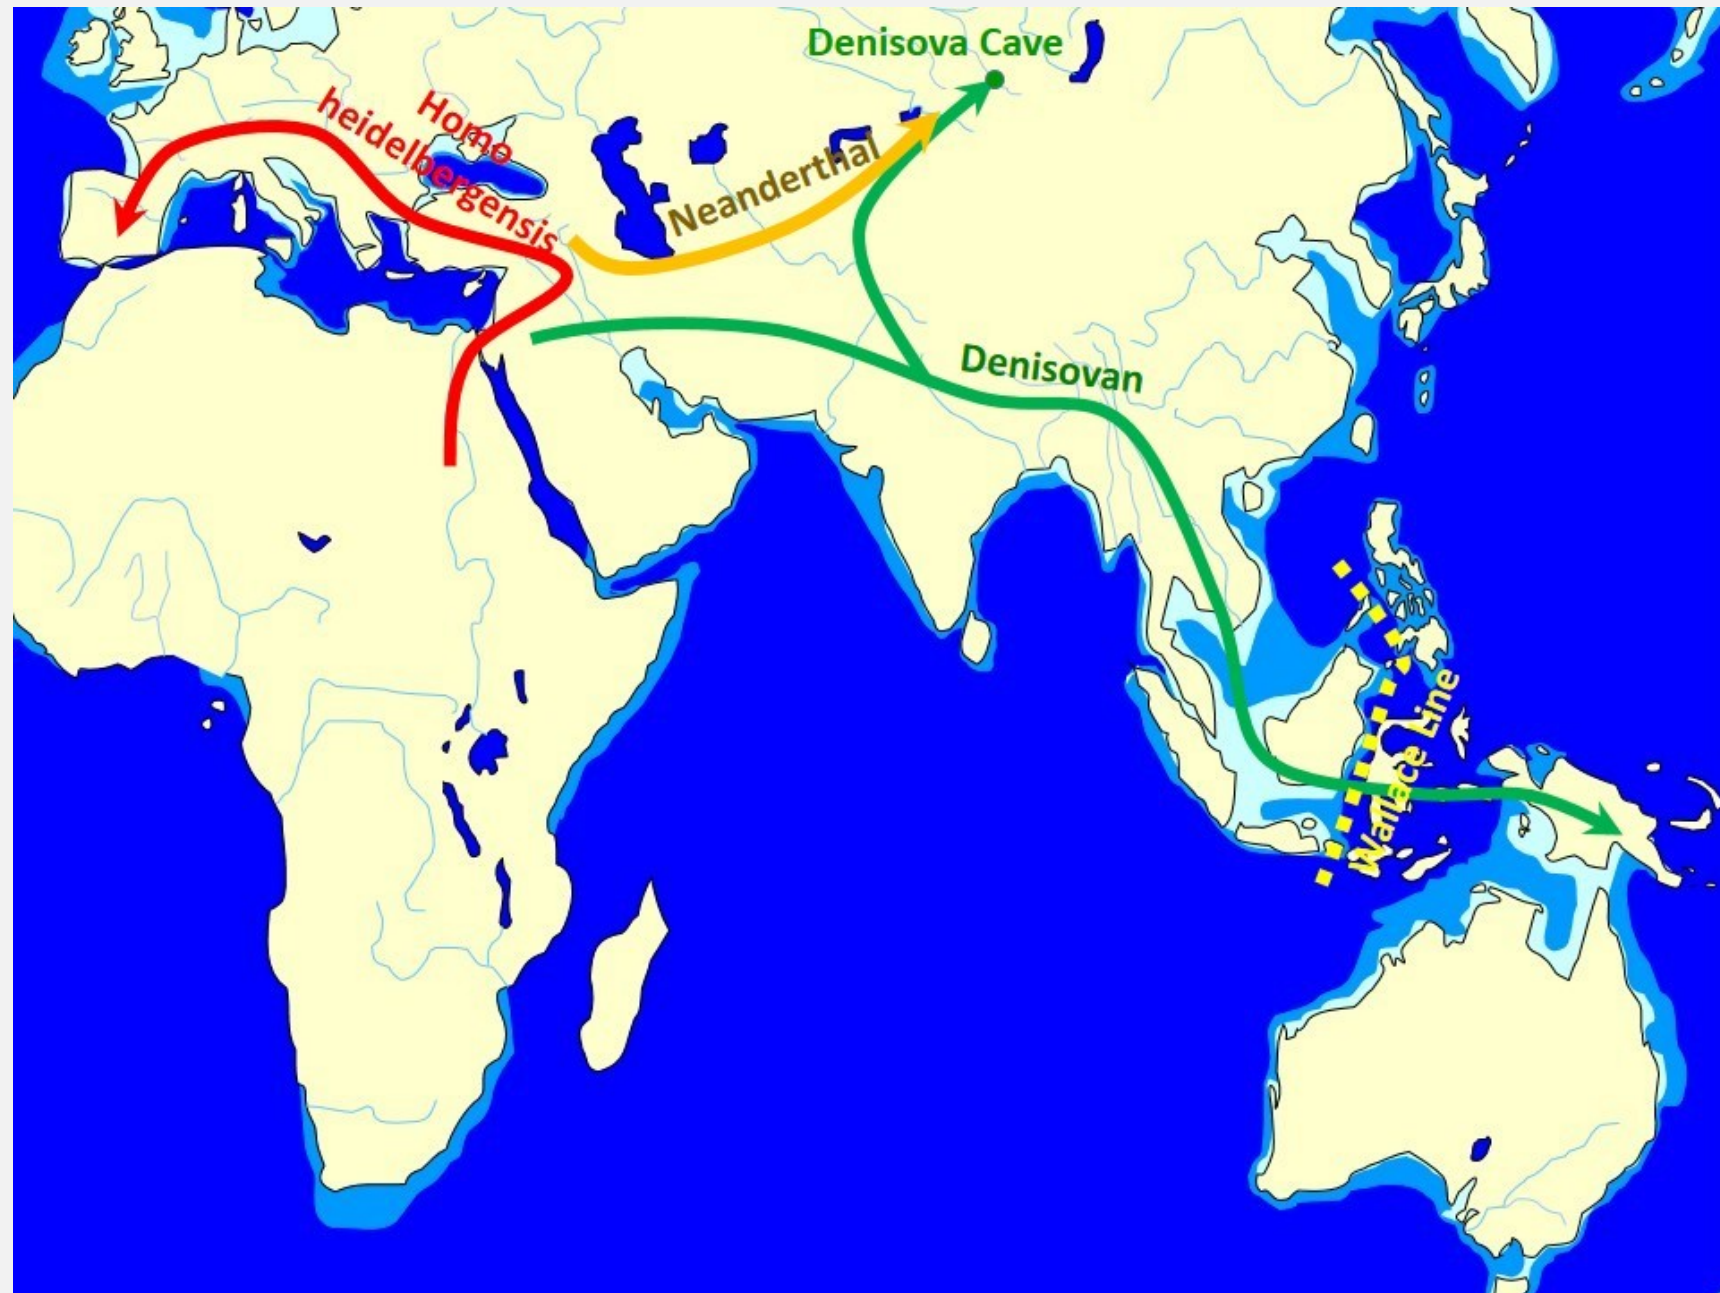 Denisova Cave
Homo
heidelbergensis
Neanderthal
Denisovan
Wallace Line